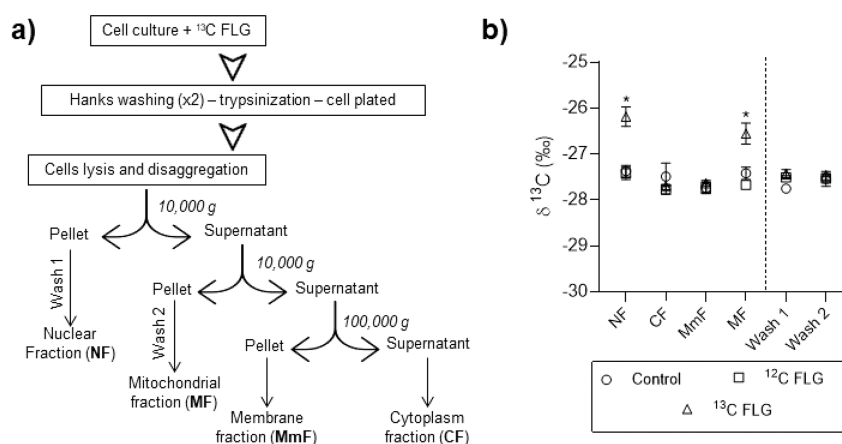 a)
Cell culture + ¹³C FLG
Hanks washing (x2) – trypsinization – cell plated
Cells lysis and disaggregation
10,000 g
Pellet
Supernatant
Wash 1
10,000 g
Nuclear
Fraction (NF)
Pellet
Supernatant
Wash 2
100,000 g
Mitochondrial
fraction (MF)
Pellet
Supernatant
Membrane
fraction (MmF)
Cytoplasm
fraction (CF)
b)
δ ¹³C (‰)
-25
-26
-27
-28
-29
-30
*
*
NF
CF
MmF
MF
Wash 1
Wash 2
Control
¹²C FLG
¹³C FLG